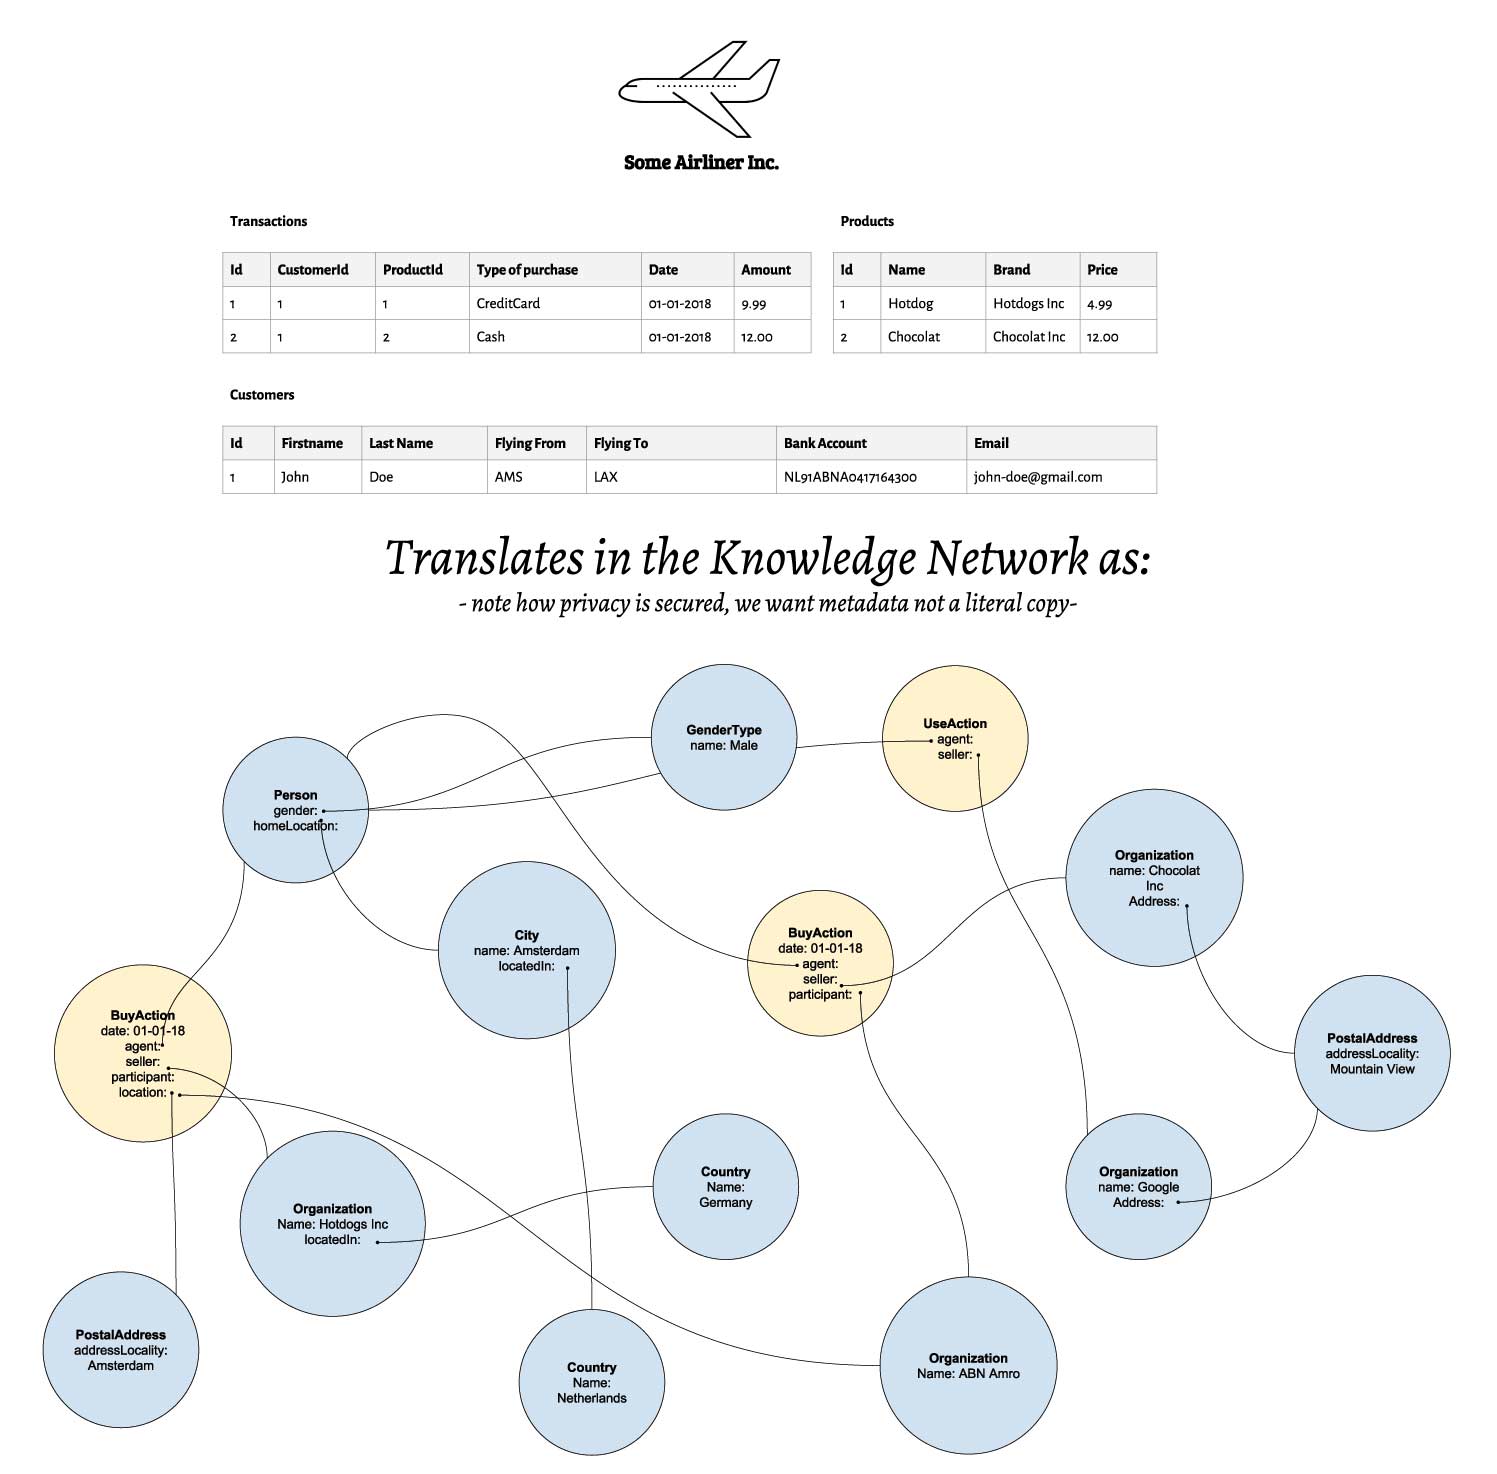 Some Airliner Inc.
Transactions
Products
Id CustomerId ProductId Type of purchase Date Amount
1 1 1 CreditCard 01-01-2018 9.99
2 1 2 Cash 01-01-2018 12.00
Id Name Brand Price
1 Hotdog Hotdogs Inc 4.99
2 Chocolat Chocolat Inc 12.00
Customers
Id Firstname Last Name Flying From Flying To Bank Account Email
1 John Doe AMS LAX NL91ABNA0417164300 john-doe@gmail.com
Translates in the Knowledge Network as:
- note how privacy is secured, we want metadata not a literal copy-
GenderType
name: Male
UseAction
agent:
seller:
Person
gender:
homeLocation:
Organization
name: Chocolat
Inc
Address:
City
name: Amsterdam
locatedIn:
BuyAction
date: 01-01-18
agent:
seller:
participant:
BuyAction
date: 01-01-18
agent:
seller:
participant:
location:
PostalAddress
addressLocality:
Mountain View
Organization
Name: Hotdogs Inc
locatedIn:
Country
Name:
Germany
Organization
name: Google
Address:
PostalAddress
addressLocality:
Amsterdam
Country
Name:
Netherlands
Organization
Name: ABN Amro